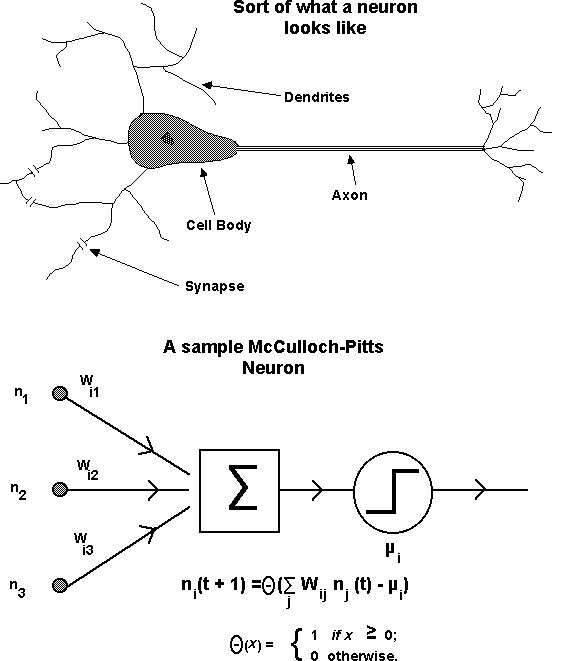 Sort of what a neuron
looks like
Dendrites
Axon
Cell Body
Synapse
A sample McCulloch-Pitts
Neuron
n1
Wi1
n2
Wi2
Σ
Wi3
μi
n3
ni(t + 1) =Θ(∑j Wij nj (t) - μi)
Θ(x) = { 1 if x ≥ 0;
0 otherwise.